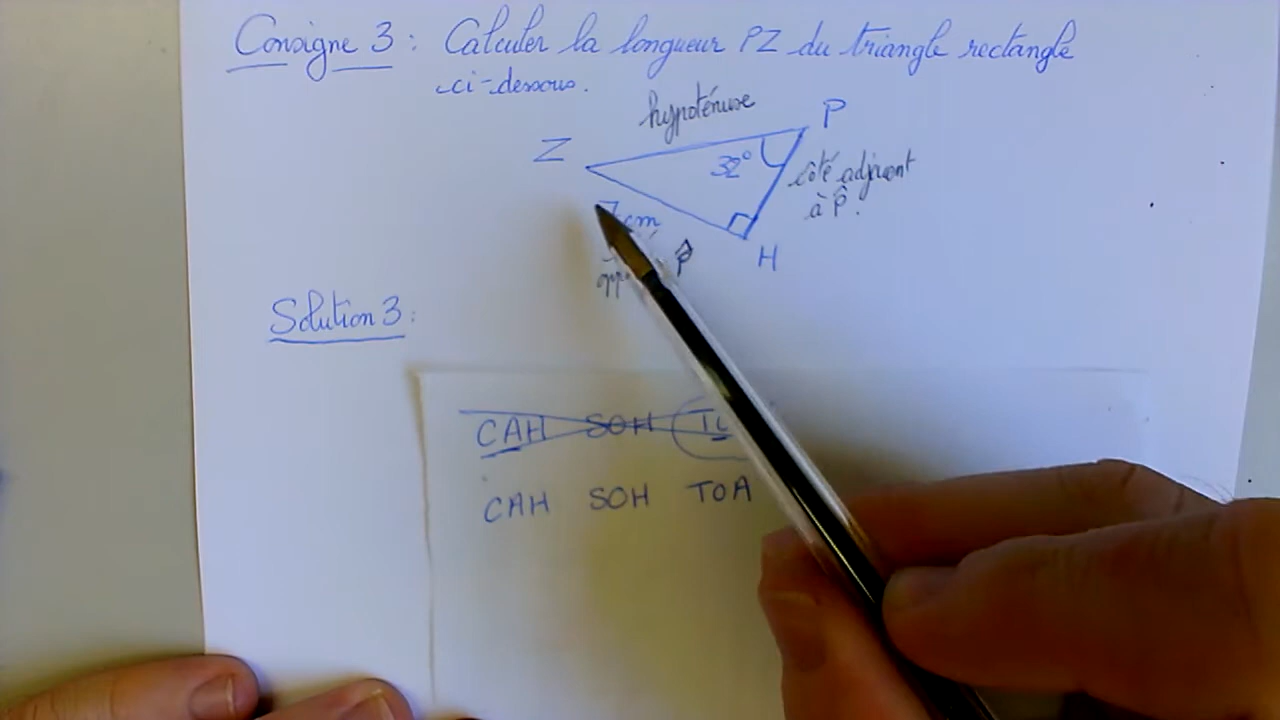 Consigne 3 : Calculer la longueur PZ du triangle rectangle
ci-dessous.
hypoténuse
P
Z
32°
côté adjacent
à P̂.
7cm
P̂
H
Solution 3 :
CAH SOH
CAH SOH TOA